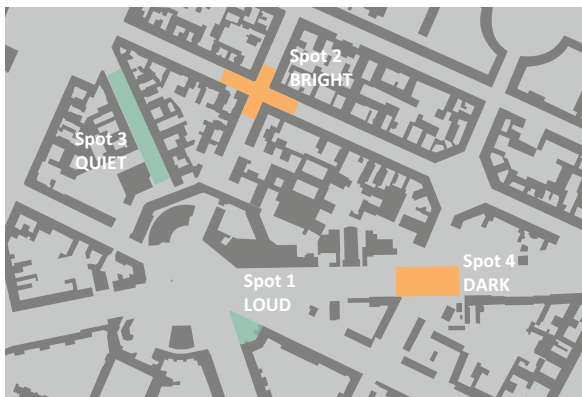 Spot 2
BRIGHT
Spot 3
QUIET
Spot 1
LOUD
Spot 4
DARK